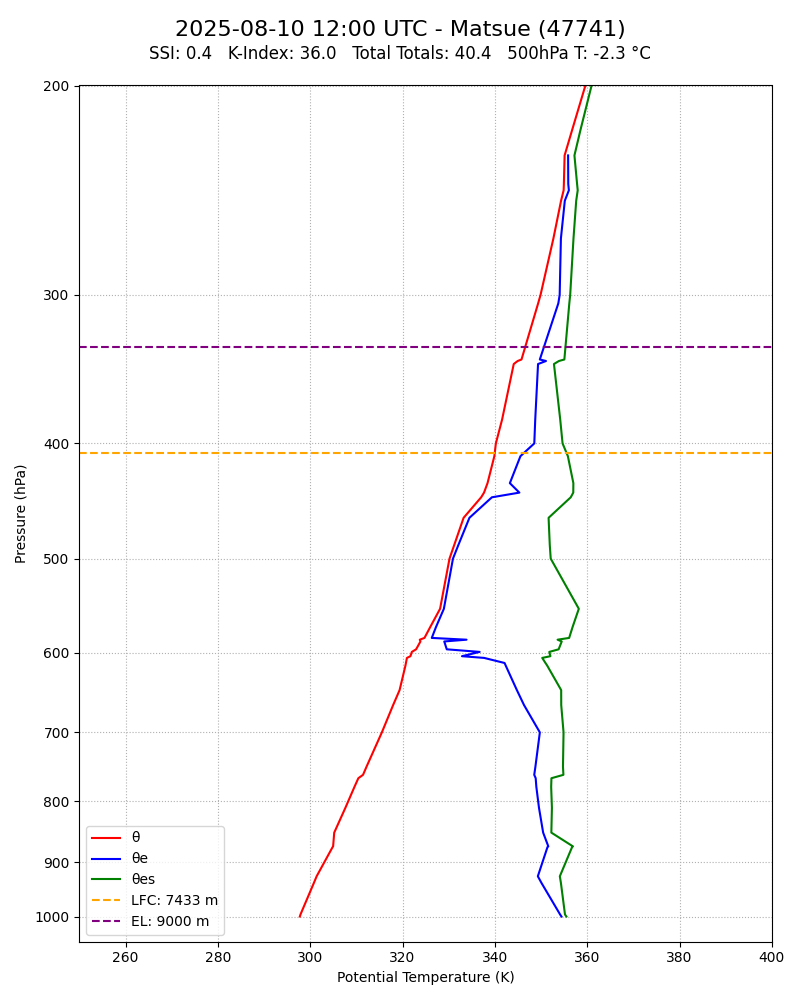 2025-08-10 12:00 UTC - Matsue (47741)
SSI: 0.4   K-Index: 36.0   Total Totals: 40.4   500hPa T: -2.3 °C
200
300
400
500
600
700
800
900
1000
Pressure (hPa)
θ
θe
θes
LFC: 7433 m
EL: 9000 m
260 280 300 320 340 360 380 400
Potential Temperature (K)